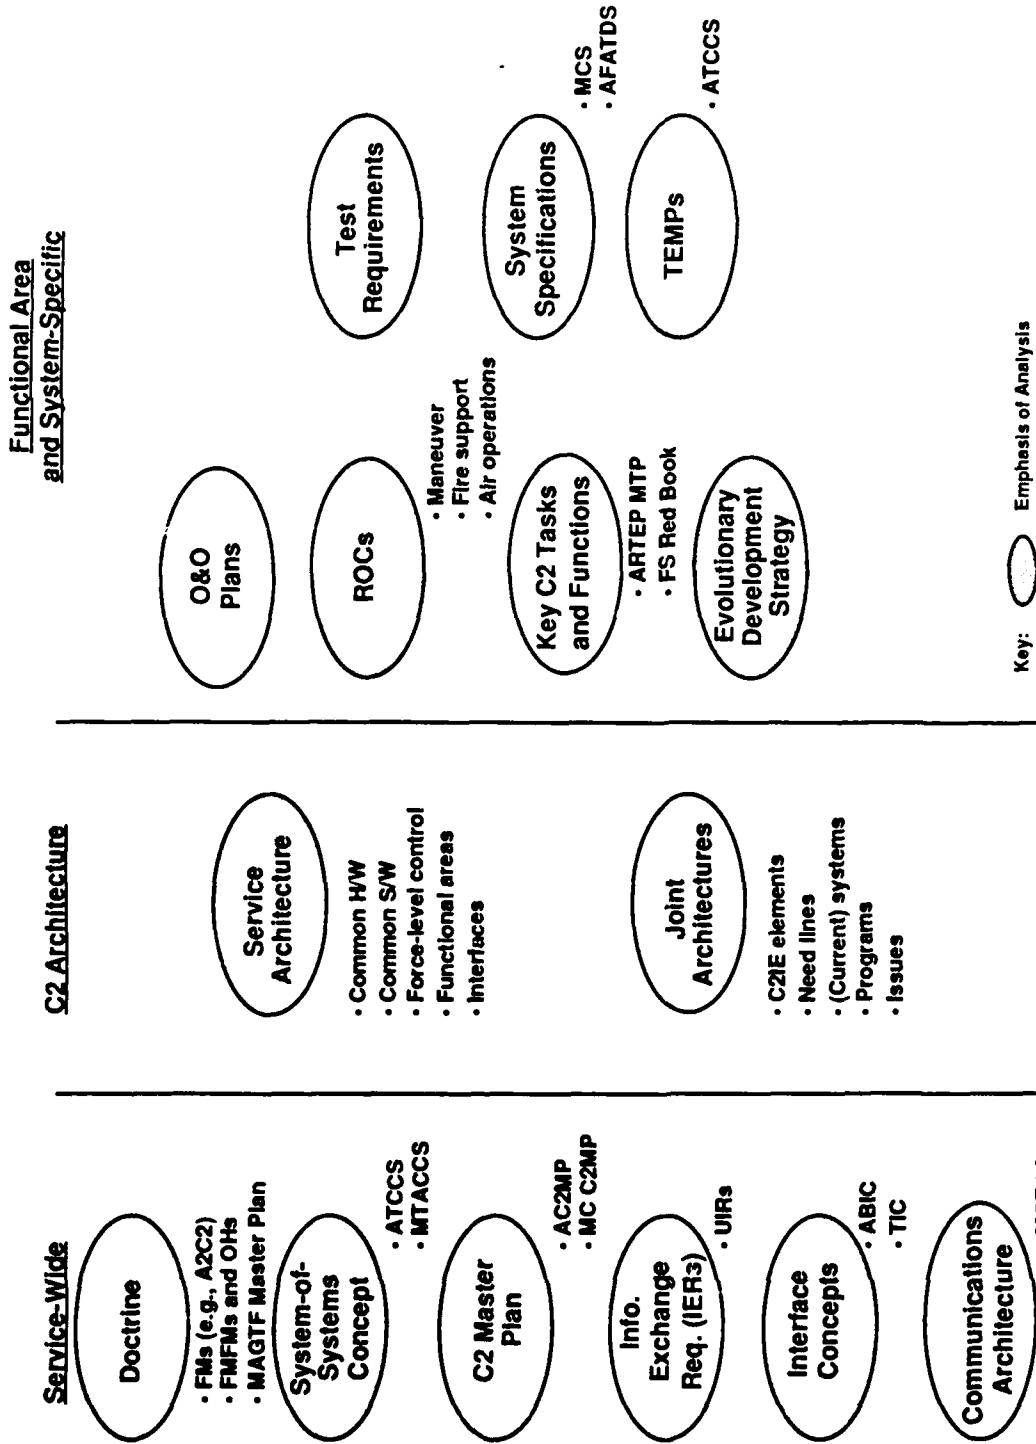 Service-Wide
Doctrine
• FMs (e.g., A2C2)
• FMFMs and OHs
• MAGTF Master Plan
System-of-
Systems
Concept
• ATCCS
• MTACCS
C2 Master
Plan
• AC2MP
• MC C2MP
Info.
Exchange
Req. (IERs)
• UIRs
Interface
Concepts
• ABIC
• TIC
Communications
Architecture
C2 Architecture
Service
Architecture
• Common H/W
• Common S/W
• Force-level control
• Functional areas
• Interfaces
Joint
Architectures
• C2IE elements
• Need lines
• (Current) systems
• Programs
• Issues
Functional Area
and System-Specific
O&O
Plans
ROCs
• Maneuver
• Fire support
• Air operations
Key C2 Tasks
and Functions
• ARTEP MTP
• FS Red Book
Evolutionary
Development
Strategy
Test
Requirements
System
Specifications
• MCS
• AFATDS
TEMPs
• ATCCS
Key: Emphasis of Analysis